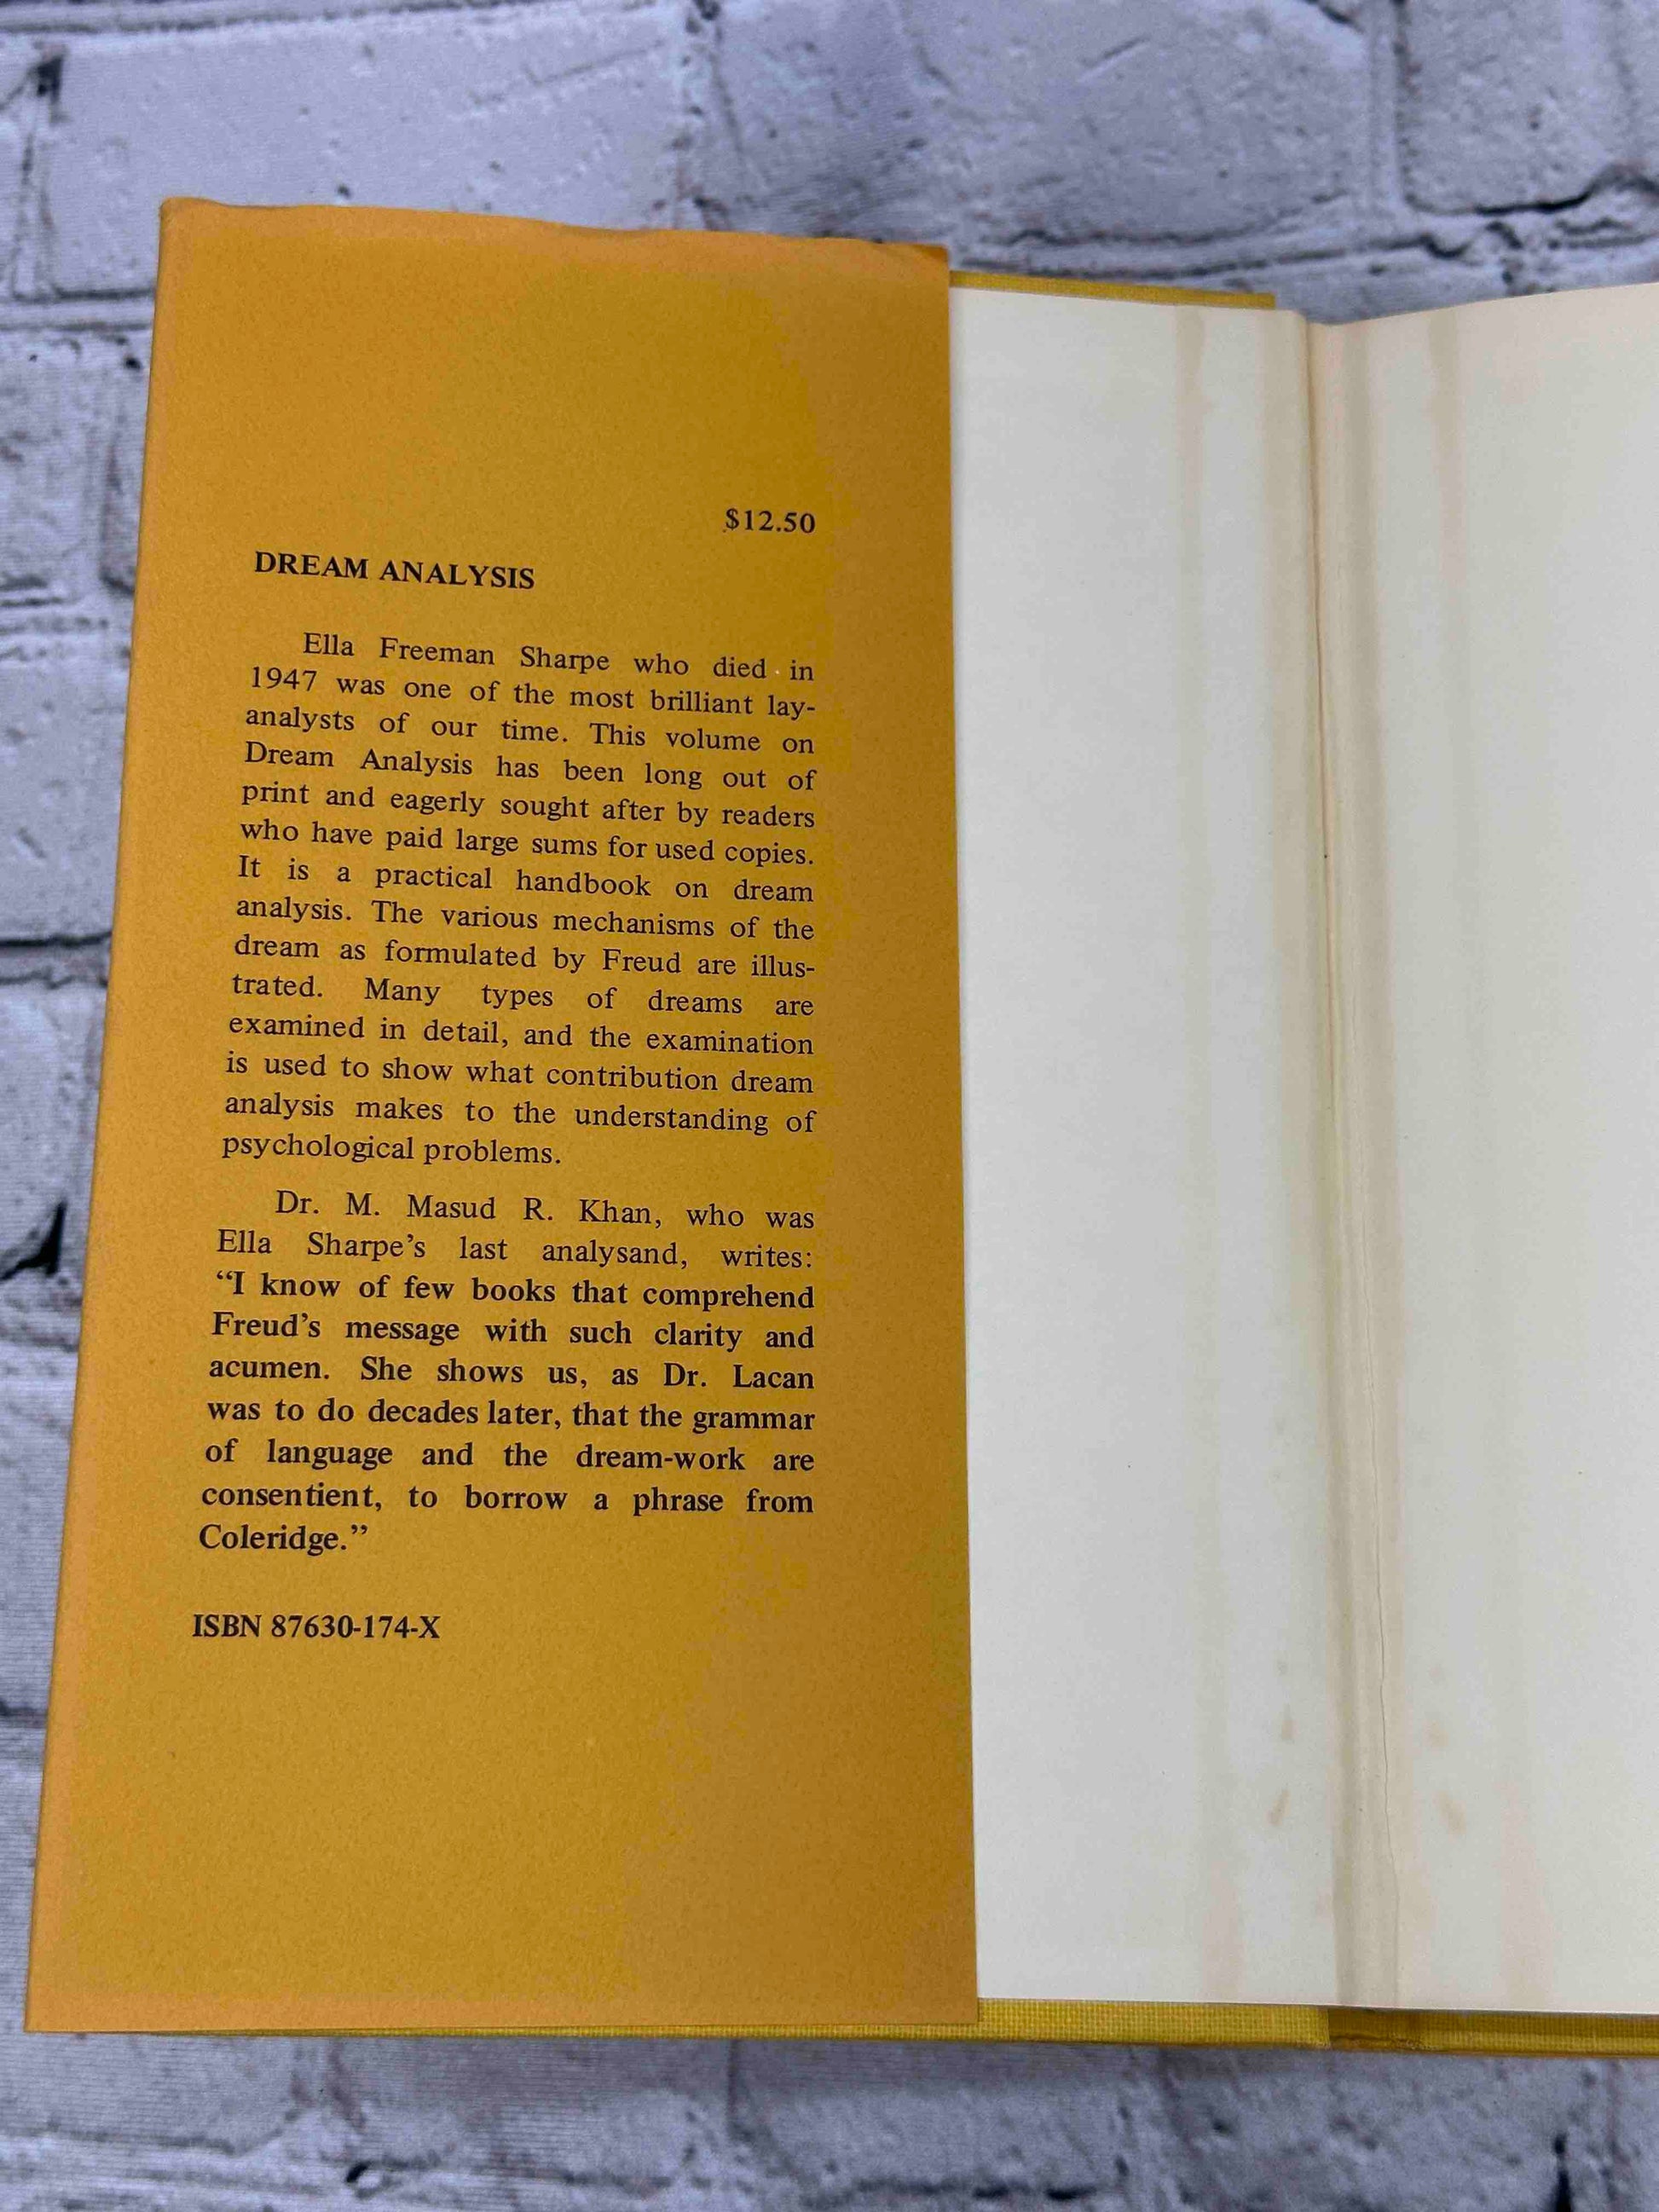 $12.50
DREAM ANALYSIS
Ella Freeman Sharpe who died in
1947 was one of the most brilliant lay-
analysts of our time. This volume on
Dream Analysis has been long out of
print and eagerly sought after by readers
who have paid large sums for used copies.
It is a practical handbook on dream
analysis. The various mechanisms of the
dream as formulated by Freud are illus-
trated. Many types of dreams are
examined in detail, and the examination
is used to show what contribution dream
analysis makes to the understanding of
psychological problems.
Dr. M. Masud R. Khan, who was
Ella Sharpe's last analysand, writes:
“I know of few books that comprehend
Freud's message with such clarity and
acumen. She shows us, as Dr. Lacan
was to do decades later, that the grammar
of language and the dream-work are
consentient, to borrow a phrase from
Coleridge.”
ISBN 87630-174-X